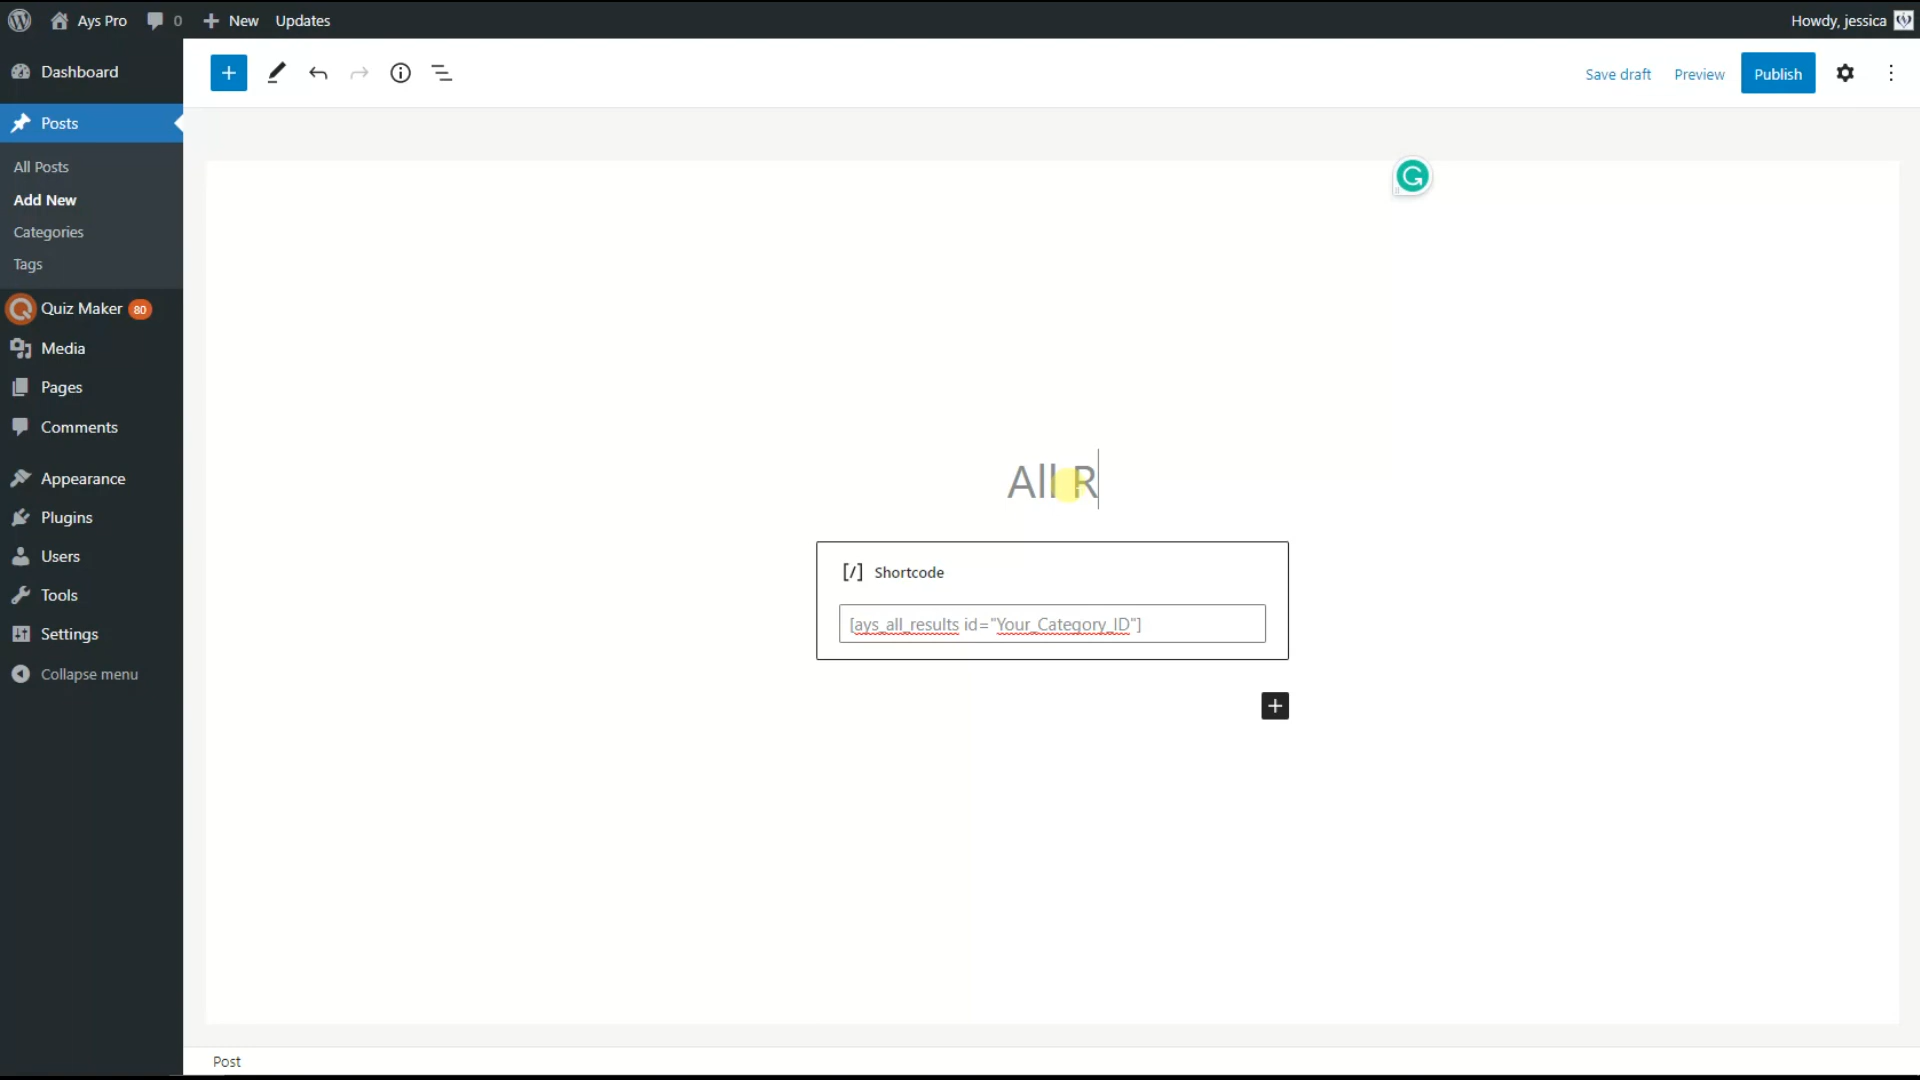 Ays Pro
0
New
Updates
Howdy, jessica
Dashboard
Posts
All Posts
Add New
Categories
Tags
Quiz Maker 80
Media
Pages
Comments
Appearance
Plugins
Users
Tools
Settings
Collapse menu
Save draft
Preview
Publish
All R
[/] Shortcode
[ays_all_results id="Your_Category_ID"]
Post